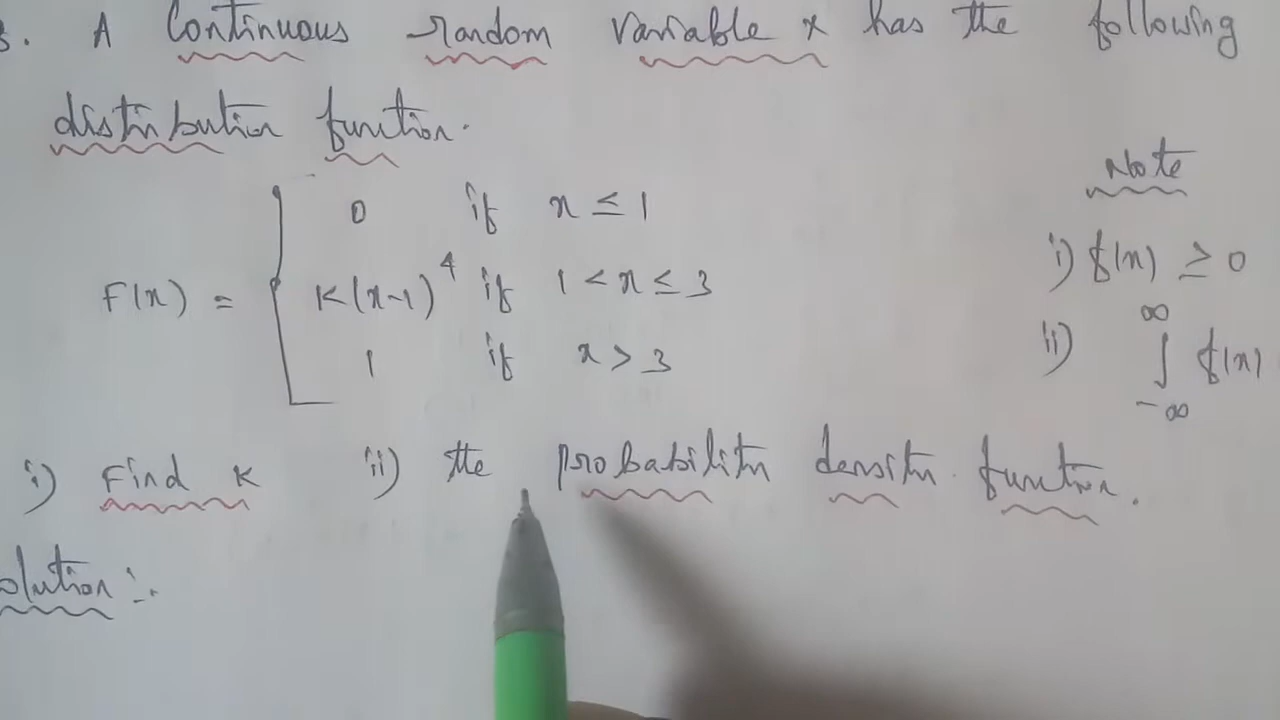 3. A Continuous random variable x has the following
distribution function.
F(x) = 0 if x ≤ 1
K(x-1)^4 if 1 < x ≤ 3
1 if x > 3
Note
i) f(x) ≥ 0
ii) ∫_{-∞}^{∞} f(x)
i) Find K ii) the probability density function.
olution :-